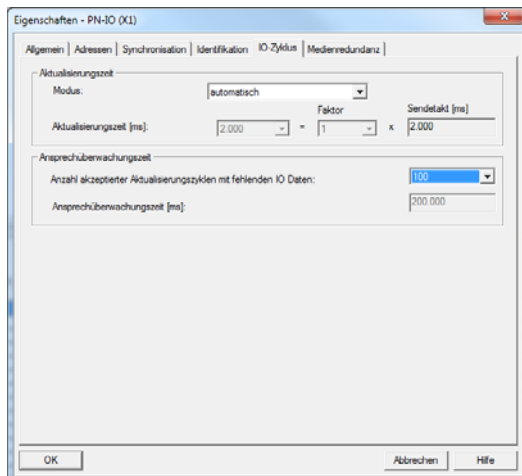 Eigenschaften - PN-IO (X1)
Allgemein | Adressen | Synchronisation | Identifikation | IO-Zyklus | Medienredundanz |
Aktualisierungszeit
Modus: automatisch
Faktor Sendetakt [ms]
Aktualisierungszeit [ms]: 2.000 = 1 x 2.000
Ansprechüberwachungszeit
Anzahl akzeptierter Aktualisierungszyklen mit fehlenden IO Daten: 100
Ansprechüberwachungszeit [ms]: 200.000
OK Abbrechen Hilfe